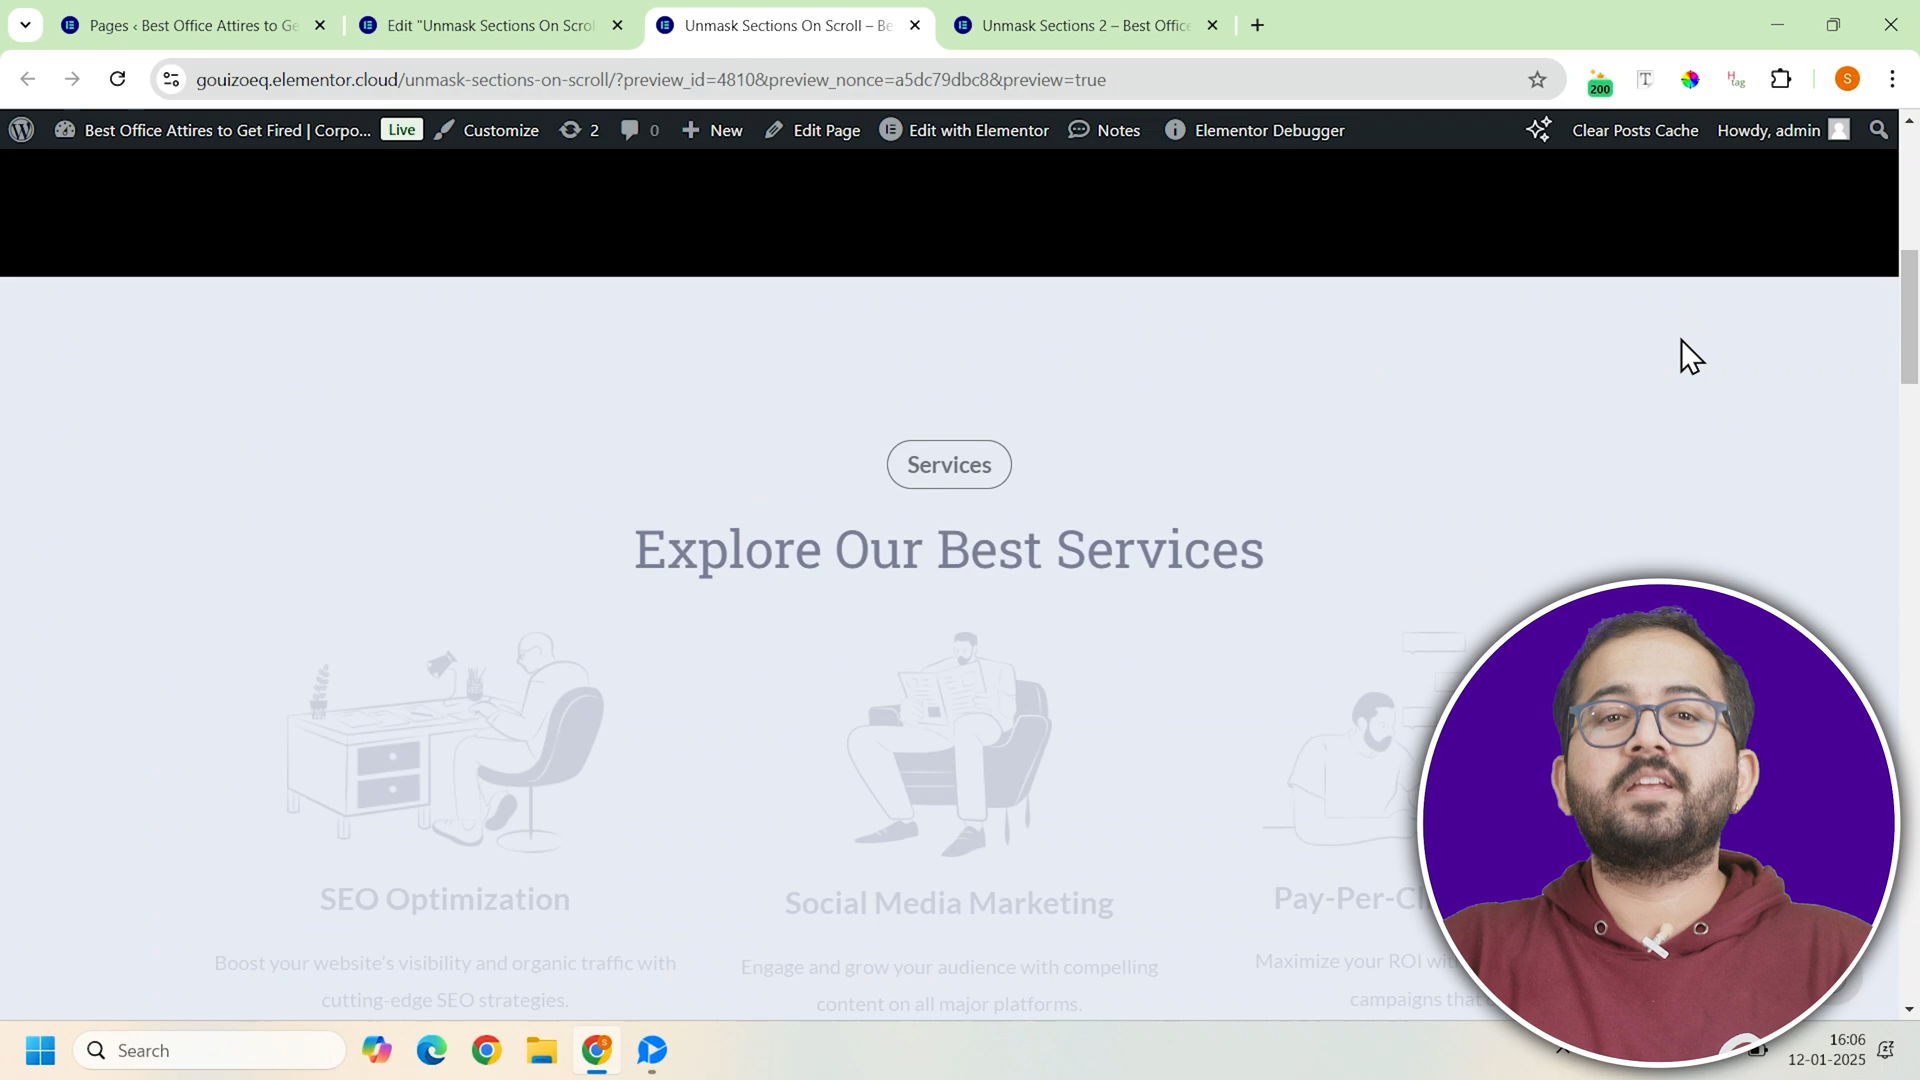 Pages ‹ Best Office Attires to Ge
Edit "Unmask Sections On Scrol
Unmask Sections On Scroll – Be
Unmask Sections 2 – Best Office
gouizoeq.elementor.cloud/unmask-sections-on-scroll/?preview_id=4810&preview_nonce=a5dc79dbc8&preview=true
200
T
H tag
S
Best Office Attires to Get Fired | Corpo...
Live
Customize
2
0
New
Edit Page
Edit with Elementor
Notes
Elementor Debugger
Clear Posts Cache
Howdy, admin
Services
Explore Our Best Services
SEO Optimization
Social Media Marketing
Pay-Per-Cl
Boost your website's visibility and organic traffic with
cutting-edge SEO strategies.
Engage and grow your audience with compelling
content on all major platforms.
Maximize your ROI wi
campaigns that
Search
16:06
12-01-2025